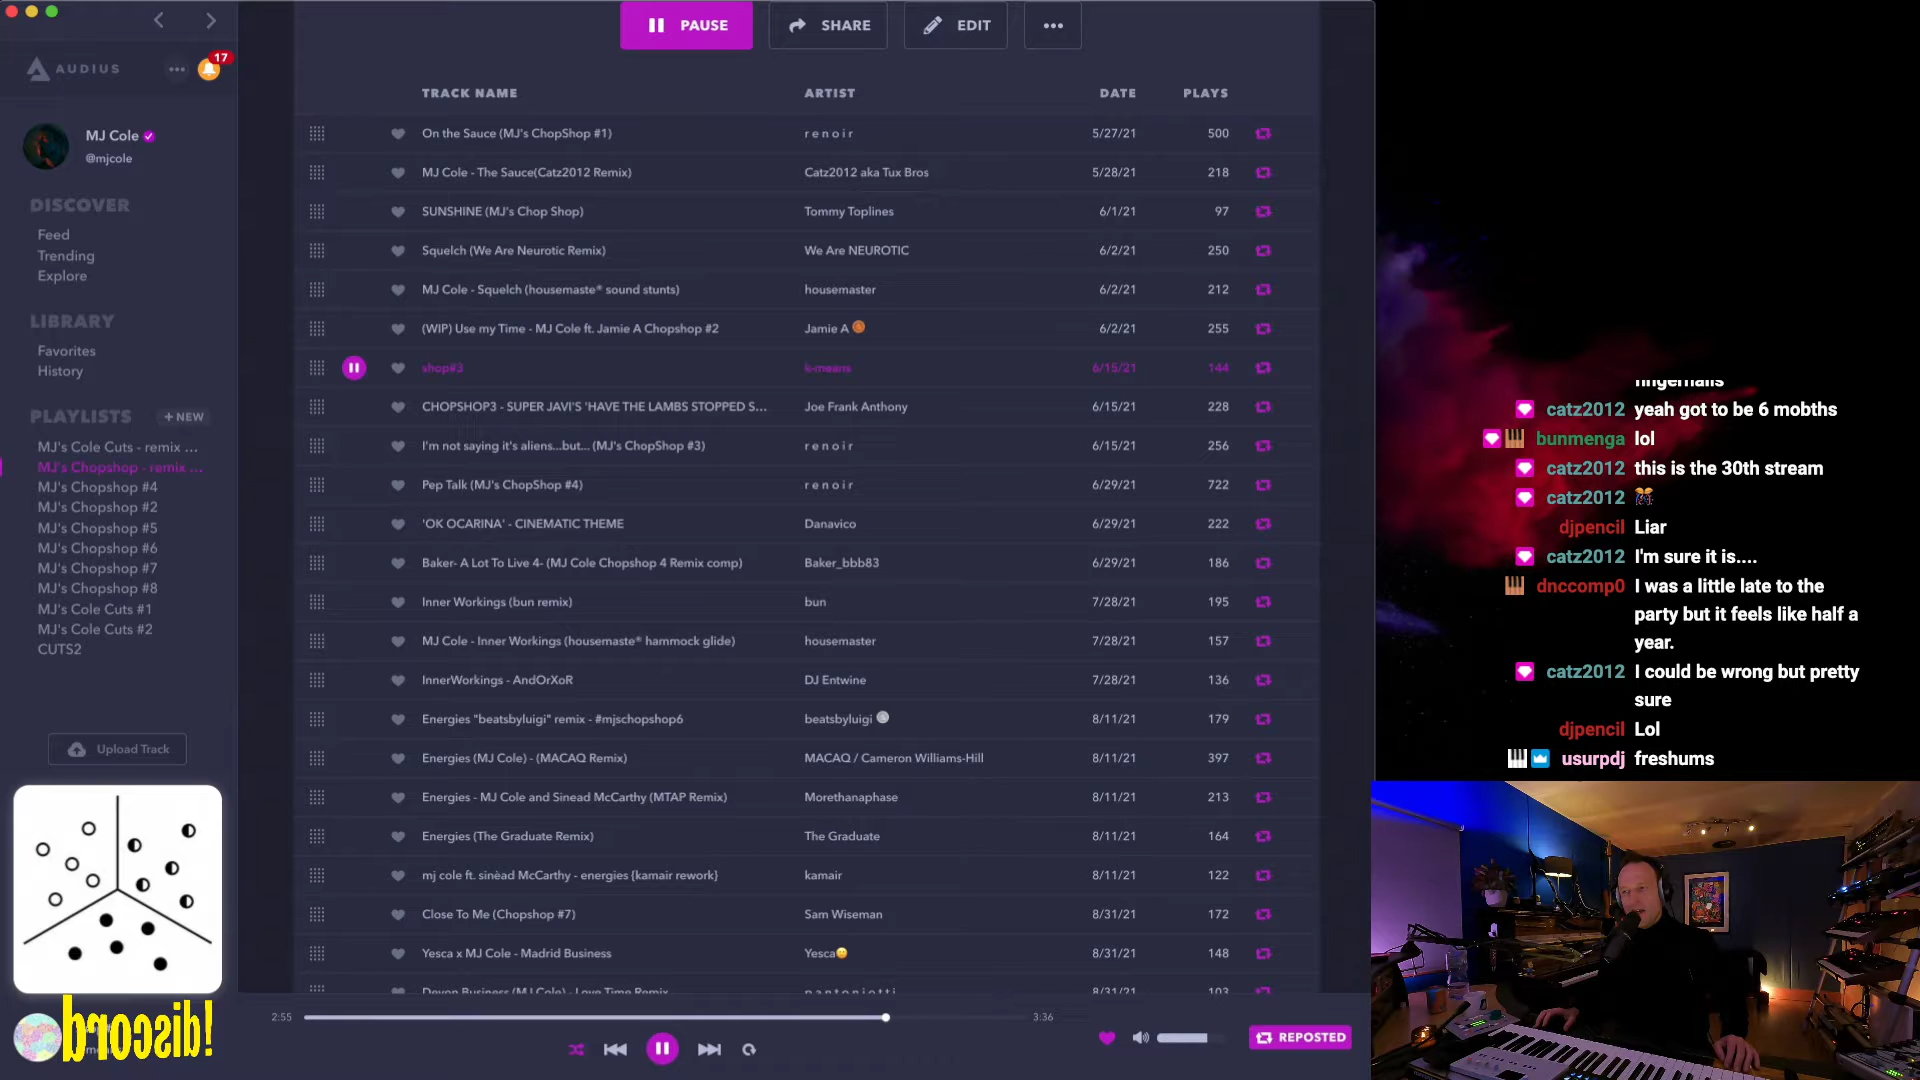 PAUSE
SHARE
EDIT
17
AUDIUS
MJ Cole
@mjcole
DISCOVER
Feed
Trending
Explore
LIBRARY
Favorites
History
PLAYLISTS
+ NEW
MJ's Cole Cuts - remix ...
MJ's Chopshop - remix ...
MJ's Chopshop #4
MJ's Chopshop #2
MJ's Chopshop #5
MJ's Chopshop #6
MJ's Chopshop #7
MJ's Chopshop #8
MJ's Cole Cuts #1
MJ's Cole Cuts #2
CUTS2
Upload Track
!discord
TRACK NAME ARTIST DATE PLAYS
On the Sauce (MJ's ChopShop #1) r e n o i r 5/27/21 500
MJ Cole - The Sauce(Catz2012 Remix) Catz2012 aka Tux Bros 5/28/21 218
SUNSHINE (MJ's Chop Shop) Tommy Toplines 6/1/21 97
Squelch (We Are Neurotic Remix) We Are NEUROTIC 6/2/21 250
MJ Cole - Squelch (housemaste* sound stunts) housemaster 6/2/21 212
(WIP) Use my Time - MJ Cole ft. Jamie A Chopshop #2 Jamie A 6/2/21 255
shop#3 k-means 6/15/21 144
CHOPSHOP3 - SUPER JAVI'S 'HAVE THE LAMBS STOPPED S... Joe Frank Anthony 6/15/21 228
I'm not saying it's aliens...but... (MJ's ChopShop #3) r e n o i r 6/15/21 256
Pep Talk (MJ's ChopShop #4) r e n o i r 6/29/21 722
'OK OCARINA' - CINEMATIC THEME Danavico 6/29/21 222
Baker- A Lot To Live 4- (MJ Cole Chopshop 4 Remix comp) Baker_bbb83 6/29/21 186
Inner Workings (bun remix) bun 7/28/21 195
MJ Cole - Inner Workings (housemaste* hammock glide) housemaster 7/28/21 157
InnerWorkings - AndOrXoR DJ Entwine 7/28/21 136
Energies "beatsbyluigi" remix - #mjschopshop6 beatsbyluigi 8/11/21 179
Energies (MJ Cole) - (MACAQ Remix) MACAQ / Cameron Williams-Hill 8/11/21 397
Energies - MJ Cole and Sinead McCarthy (MTAP Remix) Morethanaphase 8/11/21 213
Energies (The Graduate Remix) The Graduate 8/11/21 164
mj cole ft. sinèad McCarthy - energies {kamair rework} kamair 8/11/21 122
Close To Me (Chopshop #7) Sam Wiseman 8/31/21 172
Yesca x MJ Cole - Madrid Business Yesca 8/31/21 148
Devon Business (MJ Cole) - Love Time Remix p a n t o n i o t t i 8/31/21 103
2:55
3:36
REPOSTED
fingernails
catz2012 yeah got to be 6 mobths
bunmenga lol
catz2012 this is the 30th stream
catz2012
djpencil Liar
catz2012 I'm sure it is....
dnccomp0 I was a little late to the
party but it feels like half a
year.
catz2012 I could be wrong but pretty
sure
djpencil Lol
usurpdj freshums